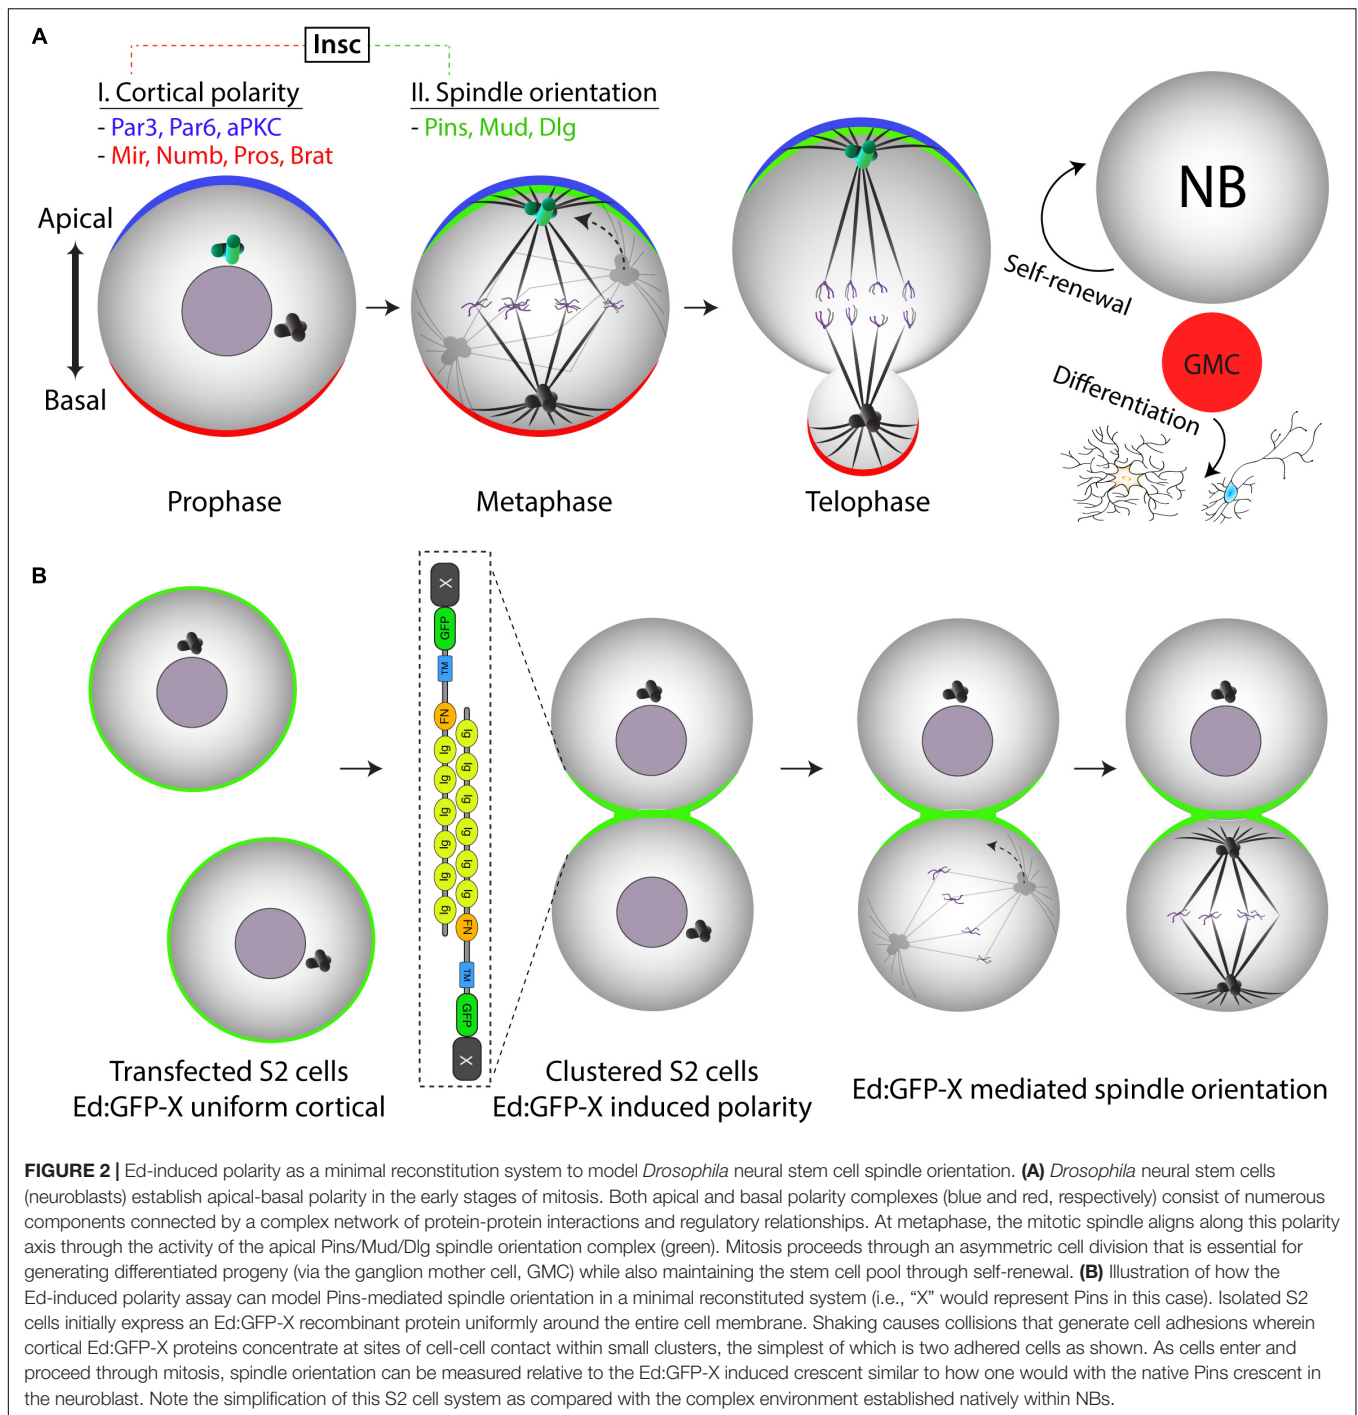 A
Insc
I. Cortical polarity
- Par3, Par6, aPKC
- Mir, Numb, Pros, Brat
II. Spindle orientation
- Pins, Mud, Dlg
Apical
Basal
NB
Self-renewal
GMC
Differentiation
Prophase
Metaphase
Telophase
B
X
GFP
TM
FN
Ig
Ig
Ig
Ig
Ig
Ig
Ig
Ig
Ig
Ig
Ig
Ig
FN
TM
GFP
X
Transfected S2 cells
Ed:GFP-X uniform cortical
Clustered S2 cells
Ed:GFP-X induced polarity
Ed:GFP-X mediated spindle orientation
FIGURE 2 | Ed-induced polarity as a minimal reconstitution system to model Drosophila neural stem cell spindle orientation. (A) Drosophila neural stem cells
(neuroblasts) establish apical-basal polarity in the early stages of mitosis. Both apical and basal polarity complexes (blue and red, respectively) consist of numerous
components connected by a complex network of protein-protein interactions and regulatory relationships. At metaphase, the mitotic spindle aligns along this polarity
axis through the activity of the apical Pins/Mud/Dlg spindle orientation complex (green). Mitosis proceeds through an asymmetric cell division that is essential for
generating differentiated progeny (via the ganglion mother cell, GMC) while also maintaining the stem cell pool through self-renewal. (B) Illustration of how the
Ed-induced polarity assay can model Pins-mediated spindle orientation in a minimal reconstituted system (i.e., “X” would represent Pins in this case). Isolated S2
cells initially express an Ed:GFP-X recombinant protein uniformly around the entire cell membrane. Shaking causes collisions that generate cell adhesions wherein
cortical Ed:GFP-X proteins concentrate at sites of cell-cell contact within small clusters, the simplest of which is two adhered cells as shown. As cells enter and
proceed through mitosis, spindle orientation can be measured relative to the Ed:GFP-X induced crescent similar to how one would with the native Pins crescent in
the neuroblast. Note the simplification of this S2 cell system as compared with the complex environment established natively within NBs.